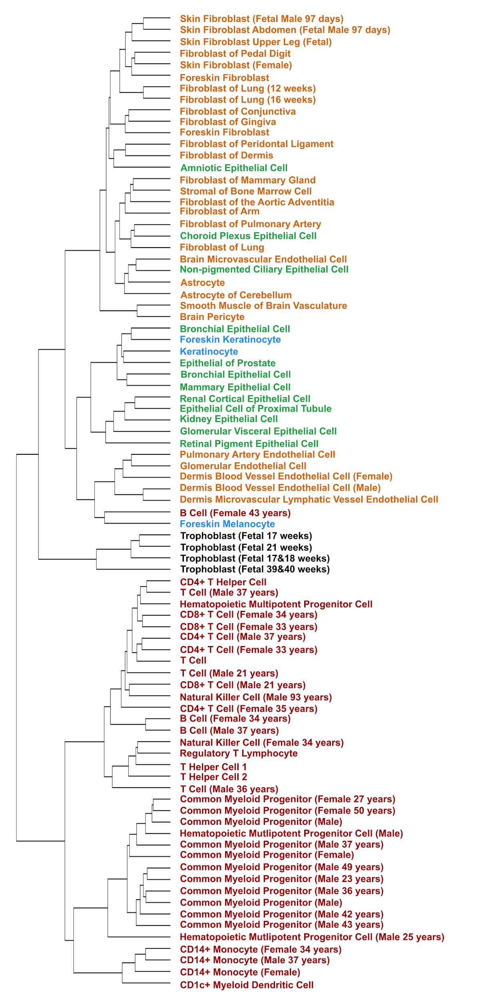 Skin Fibroblast (Fetal Male 97 days)
Skin Fibroblast Abdomen (Fetal Male 97 days)
Skin Fibroblast Upper Leg (Fetal)
Fibroblast of Pedal Digit
Skin Fibroblast (Female)
Foreskin Fibroblast
Fibroblast of Lung (12 weeks)
Fibroblast of Lung (16 weeks)
Fibroblast of Conjunctiva
Fibroblast of Gingiva
Foreskin Fibroblast
Fibroblast of Peridontal Ligament
Fibroblast of Dermis
Amniotic Epithelial Cell
Fibroblast of Mammary Gland
Stromal of Bone Marrow Cell
Fibroblast of the Aortic Adventitia
Fibroblast of Arm
Fibroblast of Pulmonary Artery
Choroid Plexus Epithelial Cell
Fibroblast of Lung
Brain Microvascular Endothelial Cell
Non-pigmented Ciliary Epithelial Cell
Astrocyte
Astrocyte of Cerebellum
Smooth Muscle of Brain Vasculature
Brain Pericyte
Bronchial Epithelial Cell
Foreskin Keratinocyte
Keratinocyte
Epithelial of Prostate
Bronchial Epithelial Cell
Mammary Epithelial Cell
Renal Cortical Epithelial Cell
Epithelial Cell of Proximal Tubule
Kidney Epithelial Cell
Glomerular Visceral Epithelial Cell
Retinal Pigment Epithelial Cell
Pulmonary Artery Endothelial Cell
Glomerular Endothelial Cell
Dermis Blood Vessel Endothelial Cell (Female)
Dermis Blood Vessel Endothelial Cell (Male)
Dermis Microvascular Lymphatic Vessel Endothelial Cell
B Cell (Female 43 years)
Foreskin Melanocyte
Trophoblast (Fetal 17 weeks)
Trophoblast (Fetal 21 weeks)
Trophoblast (Fetal 17&18 weeks)
Trophoblast (Fetal 39&40 weeks)
CD4+ T Helper Cell
T Cell (Male 37 years)
Hematopoietic Multipotent Progenitor Cell
CD8+ T Cell (Female 34 years)
CD8+ T Cell (Female 33 years)
CD4+ T Cell (Male 37 years)
CD4+ T Cell (Female 33 years)
T Cell
T Cell (Male 21 years)
CD8+ T Cell (Male 21 years)
Natural Killer Cell (Male 93 years)
CD4+ T Cell (Female 35 years)
B Cell (Female 34 years)
B Cell (Male 37 years)
Natural Killer Cell (Female 34 years)
Regulatory T Lymphocyte
T Helper Cell 1
T Helper Cell 2
T Cell (Male 36 years)
Common Myeloid Progenitor (Female 27 years)
Common Myeloid Progenitor (Female 50 years)
Common Myeloid Progenitor (Male)
Hematopoietic Mutlipotent Progenitor Cell (Male)
Common Myeloid Progenitor (Male 37 years)
Common Myeloid Progenitor (Female)
Common Myeloid Progenitor (Male 49 years)
Common Myeloid Progenitor (Male 23 years)
Common Myeloid Progenitor (Male 36 years)
Common Myeloid Progenitor (Male)
Common Myeloid Progenitor (Male 42 years)
Common Myeloid Progenitor (Male 43 years)
Hematopoietic Mutlipotent Progenitor Cell (Male 25 years)
CD14+ Monocyte (Female 34 years)
CD14+ Monocyte (Male 37 years)
CD14+ Monocyte (Female)
CD1c+ Myeloid Dendritic Cell